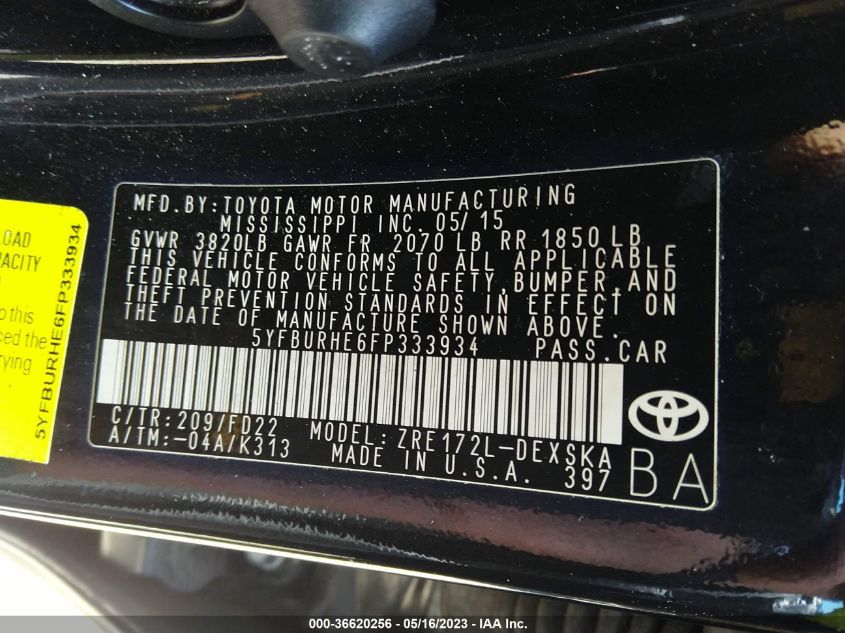 MFD.BY:TOYOTA MOTOR MANUFACTURING
MISSISSIPPI INC. 05/15
GVWR 3820LB GAWR FR 2070 LB RR 1850 LB
THIS VEHICLE CONFORMS TO ALL APPLICABLE
FEDERAL MOTOR VEHICLE SAFETY,BUMPER,AND
THEFT PREVENTION STANDARDS IN EFFECT ON
THE DATE OF MANUFACTURE SHOWN ABOVE.
5YFBURHE6FP333934 PASS.CAR
C/TR:209/FD22 MODEL:ZRE172L-DEXSKA
A/TM:-04A/K313 MADE IN U.S.A. 397
BA
LOAD
this
the
5YFBURHE6FP333934
000-36620256 - 05/16/2023 - IAA Inc.